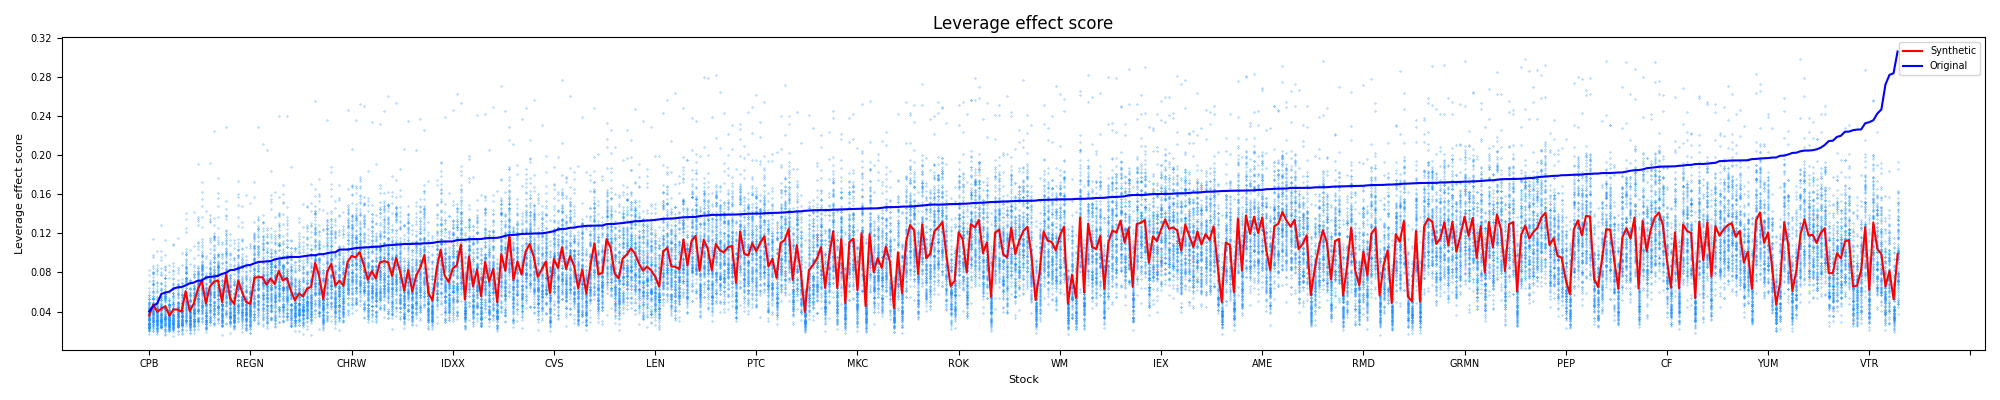 Leverage effect score
Synthetic
Original
Leverage effect score
0.32
0.28
0.24
0.20
0.16
0.12
0.08
0.04
CPB REGN CHRW IDXX CVS LEN PTC MKC ROK WM IEX AME RMD GRMN PEP CF YUM VTR
Stock